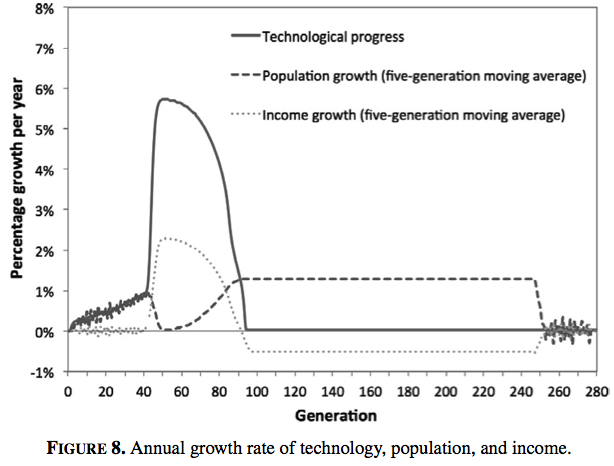 8%
7%
6%
5%
4%
3%
2%
1%
0%
-1%
Percentage growth per year
Technological progress
Population growth (five-generation moving average)
Income growth (five-generation moving average)
0 20 40 60 80 100 120 140 160 180 200 220 240 260 280
Generation
FIGURE 8. Annual growth rate of technology, population, and income.